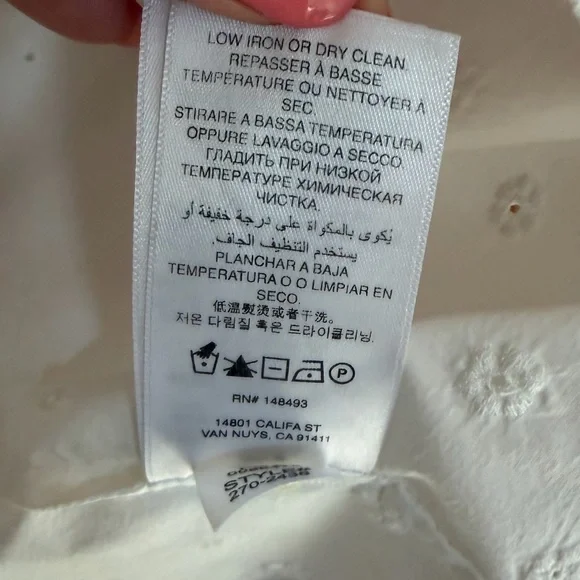 LOW IRON OR DRY CLEAN.
REPASSER À BASSE
TEMPÉRATURE OU NETTOYER À
SEC.
STIRARE A BASSA TEMPERATURA
OPPURE LAVAGGIO A SECCO
ГЛАДИТЬ ПРИ НИЗКОЙ
ТЕМПЕРАТУРЕ ХИМИЧЕСКАЯ
ЧИСТКА.
يُكوى بالمكواة على درجة خفيفة أو
يستخدم التنظيف الجاف.
PLANCHAR A BAJA
TEMPERATURA O O LIMPIAR EN
SECO.
低温熨烫或者干洗。
저온 다림질 혹은 드라이클리닝.
P
RN# 148493
14801 CALIFA ST
VAN NUYS, CA 91411
STYLE#
270-2438